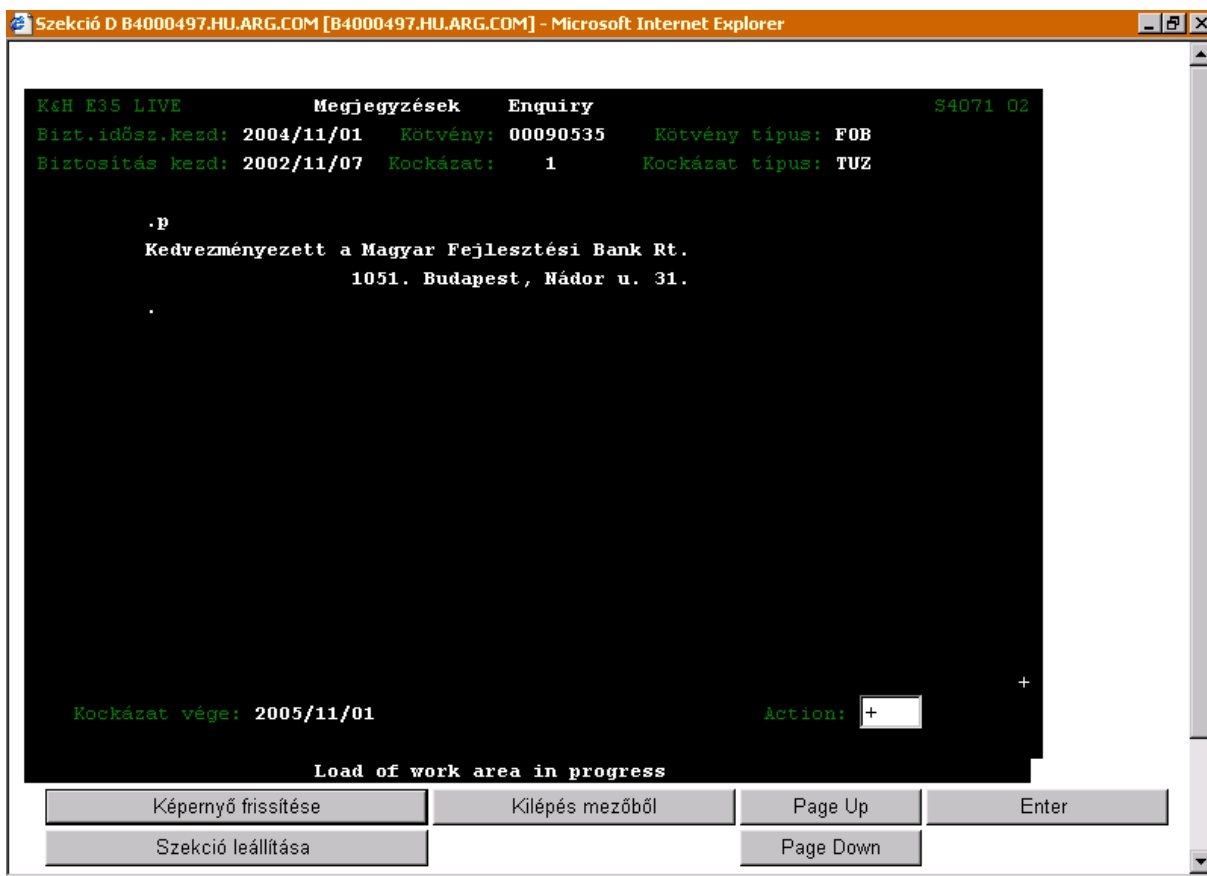 Szekció D B4000497.HU.ARG.COM [B4000497.HU.ARG.COM] - Microsoft Internet Explorer
K&H E35 LIVE Megjegyzések Enquiry S4071 02
Bizt.idősz.kezd: 2004/11/01 Kötvény: 00090535 Kötvény típus: FOB
Biztosítás kezd: 2002/11/07 Kockázat: 1 Kockázat típus: TUZ
.p
Kedvezményezett a Magyar Fejlesztési Bank Rt.
1051. Budapest, Nádor u. 31.
.
+
Kockázat vége: 2005/11/01 Action: +
Load of work area in progress
Képernyő frissítése Kilépés mezőből Page Up Enter
Szekció leállítása Page Down